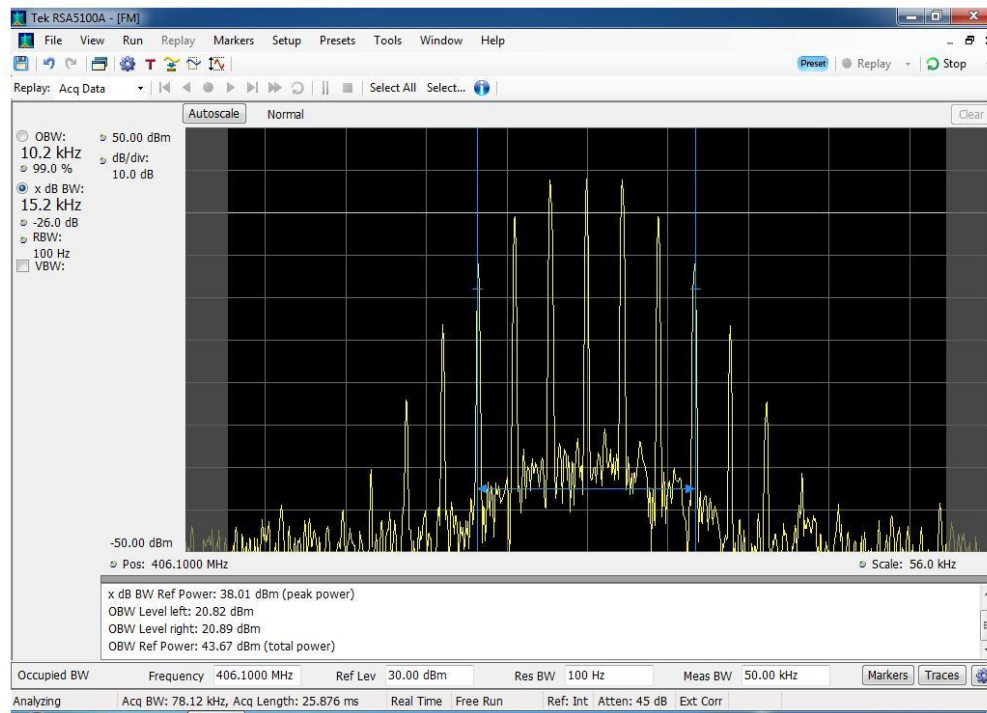 Tek RSA5100A - [FM]
File View Run Replay Markers Setup Presets Tools Window Help
T Preset Replay Stop
Replay: Acq Data Select All Select...
Autoscale Normal Clear
OBW:
10.2 kHz
99.0 %
x dB BW:
15.2 kHz
-26.0 dB
RBW:
100 Hz
VBW:
50.00 dBm
dB/div:
10.0 dB
-50.00 dBm
Pos: 406.1000 MHz Scale: 56.0 kHz
x dB BW Ref Power: 38.01 dBm (peak power)
OBW Level left: 20.82 dBm
OBW Level right: 20.89 dBm
OBW Ref Power: 43.67 dBm (total power)
Occupied BW Frequency 406.1000 MHz Ref Lev 30.00 dBm Res BW 100 Hz Meas BW 50.00 kHz Markers Traces
Analyzing Acq BW: 78.12 kHz, Acq Length: 25.876 ms Real Time Free Run Ref: Int Atten: 45 dB Ext Corr